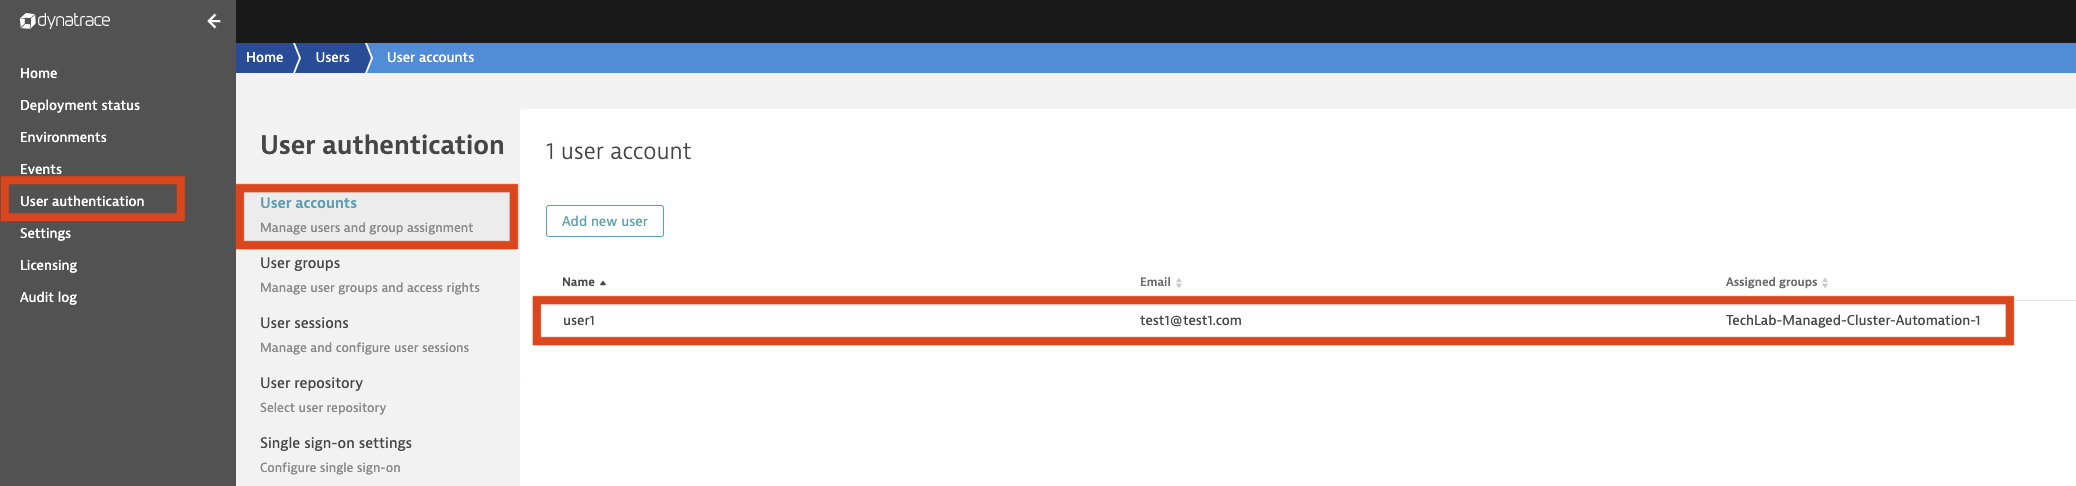 dynatrace
Home
Deployment status
Environments
Events
User authentication
Settings
Licensing
Audit log
Home Users User accounts
User authentication
User accounts
Manage users and group assignment
User groups
Manage user groups and access rights
User sessions
Manage and configure user sessions
User repository
Select user repository
Single sign-on settings
Configure single sign-on
1 user account
Add new user
Name Email Assigned groups
user1 test1@test1.com TechLab-Managed-Cluster-Automation-1